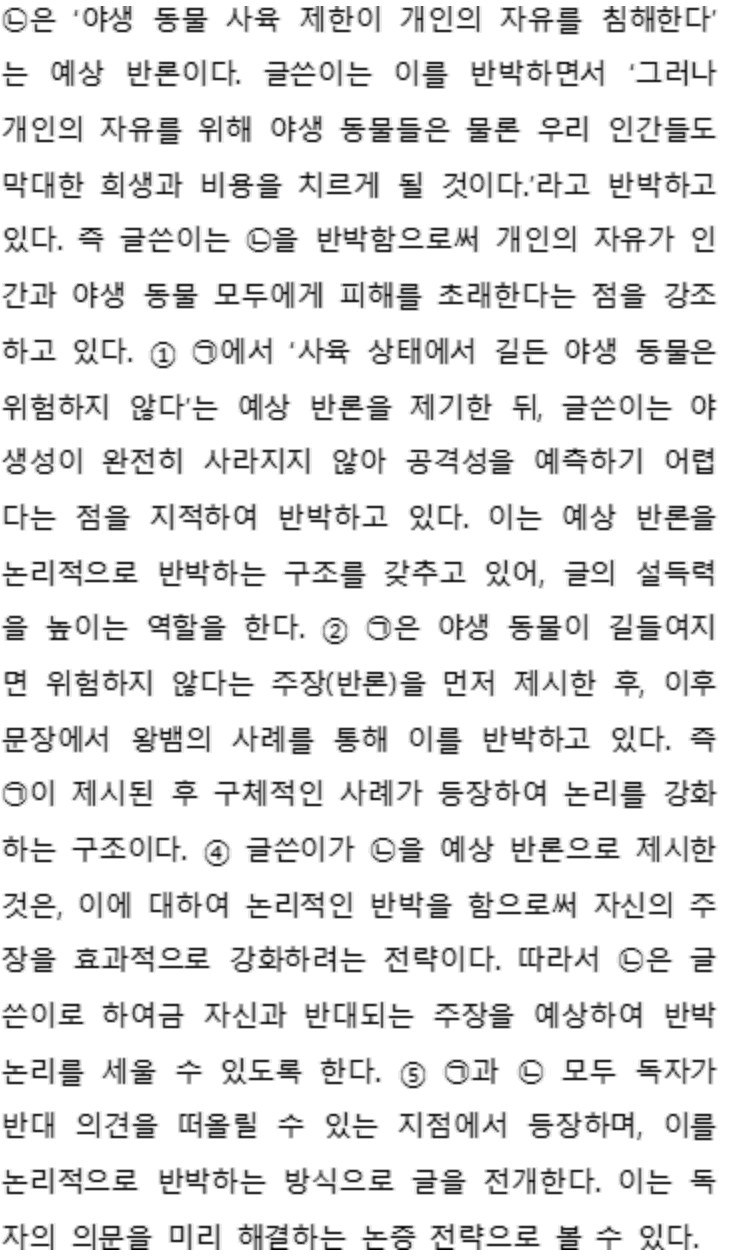 ㉡은 ‘야생 동물 사육 제한이 개인의 자유를 침해한다’
는 예상 반론이다. 글쓴이는 이를 반박하면서 ‘그러나
개인의 자유를 위해 야생 동물들은 물론 우리 인간들도
막대한 희생과 비용을 치르게 될 것이다.’라고 반박하고
있다. 즉 글쓴이는 ㉡을 반박함으로써 개인의 자유가 인
간과 야생 동물 모두에게 피해를 초래한다는 점을 강조
하고 있다. ① ㉠에서 ‘사육 상태에서 길든 야생 동물은
위험하지 않다’는 예상 반론을 제기한 뒤, 글쓴이는 야
생성이 완전히 사라지지 않아 공격성을 예측하기 어렵
다는 점을 지적하여 반박하고 있다. 이는 예상 반론을
논리적으로 반박하는 구조를 갖추고 있어, 글의 설득력
을 높이는 역할을 한다. ② ㉠은 야생 동물이 길들여지
면 위험하지 않다는 주장(반론)을 먼저 제시한 후, 이후
문장에서 왕뱀의 사례를 통해 이를 반박하고 있다. 즉
㉠이 제시된 후 구체적인 사례가 등장하여 논리를 강화
하는 구조이다. ④ 글쓴이가 ㉡을 예상 반론으로 제시한
것은, 이에 대하여 논리적인 반박을 함으로써 자신의 주
장을 효과적으로 강화하려는 전략이다. 따라서 ㉡은 글
쓴이로 하여금 자신과 반대되는 주장을 예상하여 반박
논리를 세울 수 있도록 한다. ⑤ ㉠과 ㉡ 모두 독자가
반대 의견을 떠올릴 수 있는 지점에서 등장하며, 이를
논리적으로 반박하는 방식으로 글을 전개한다. 이는 독
자의 의문을 미리 해결하는 논증 전략으로 볼 수 있다.